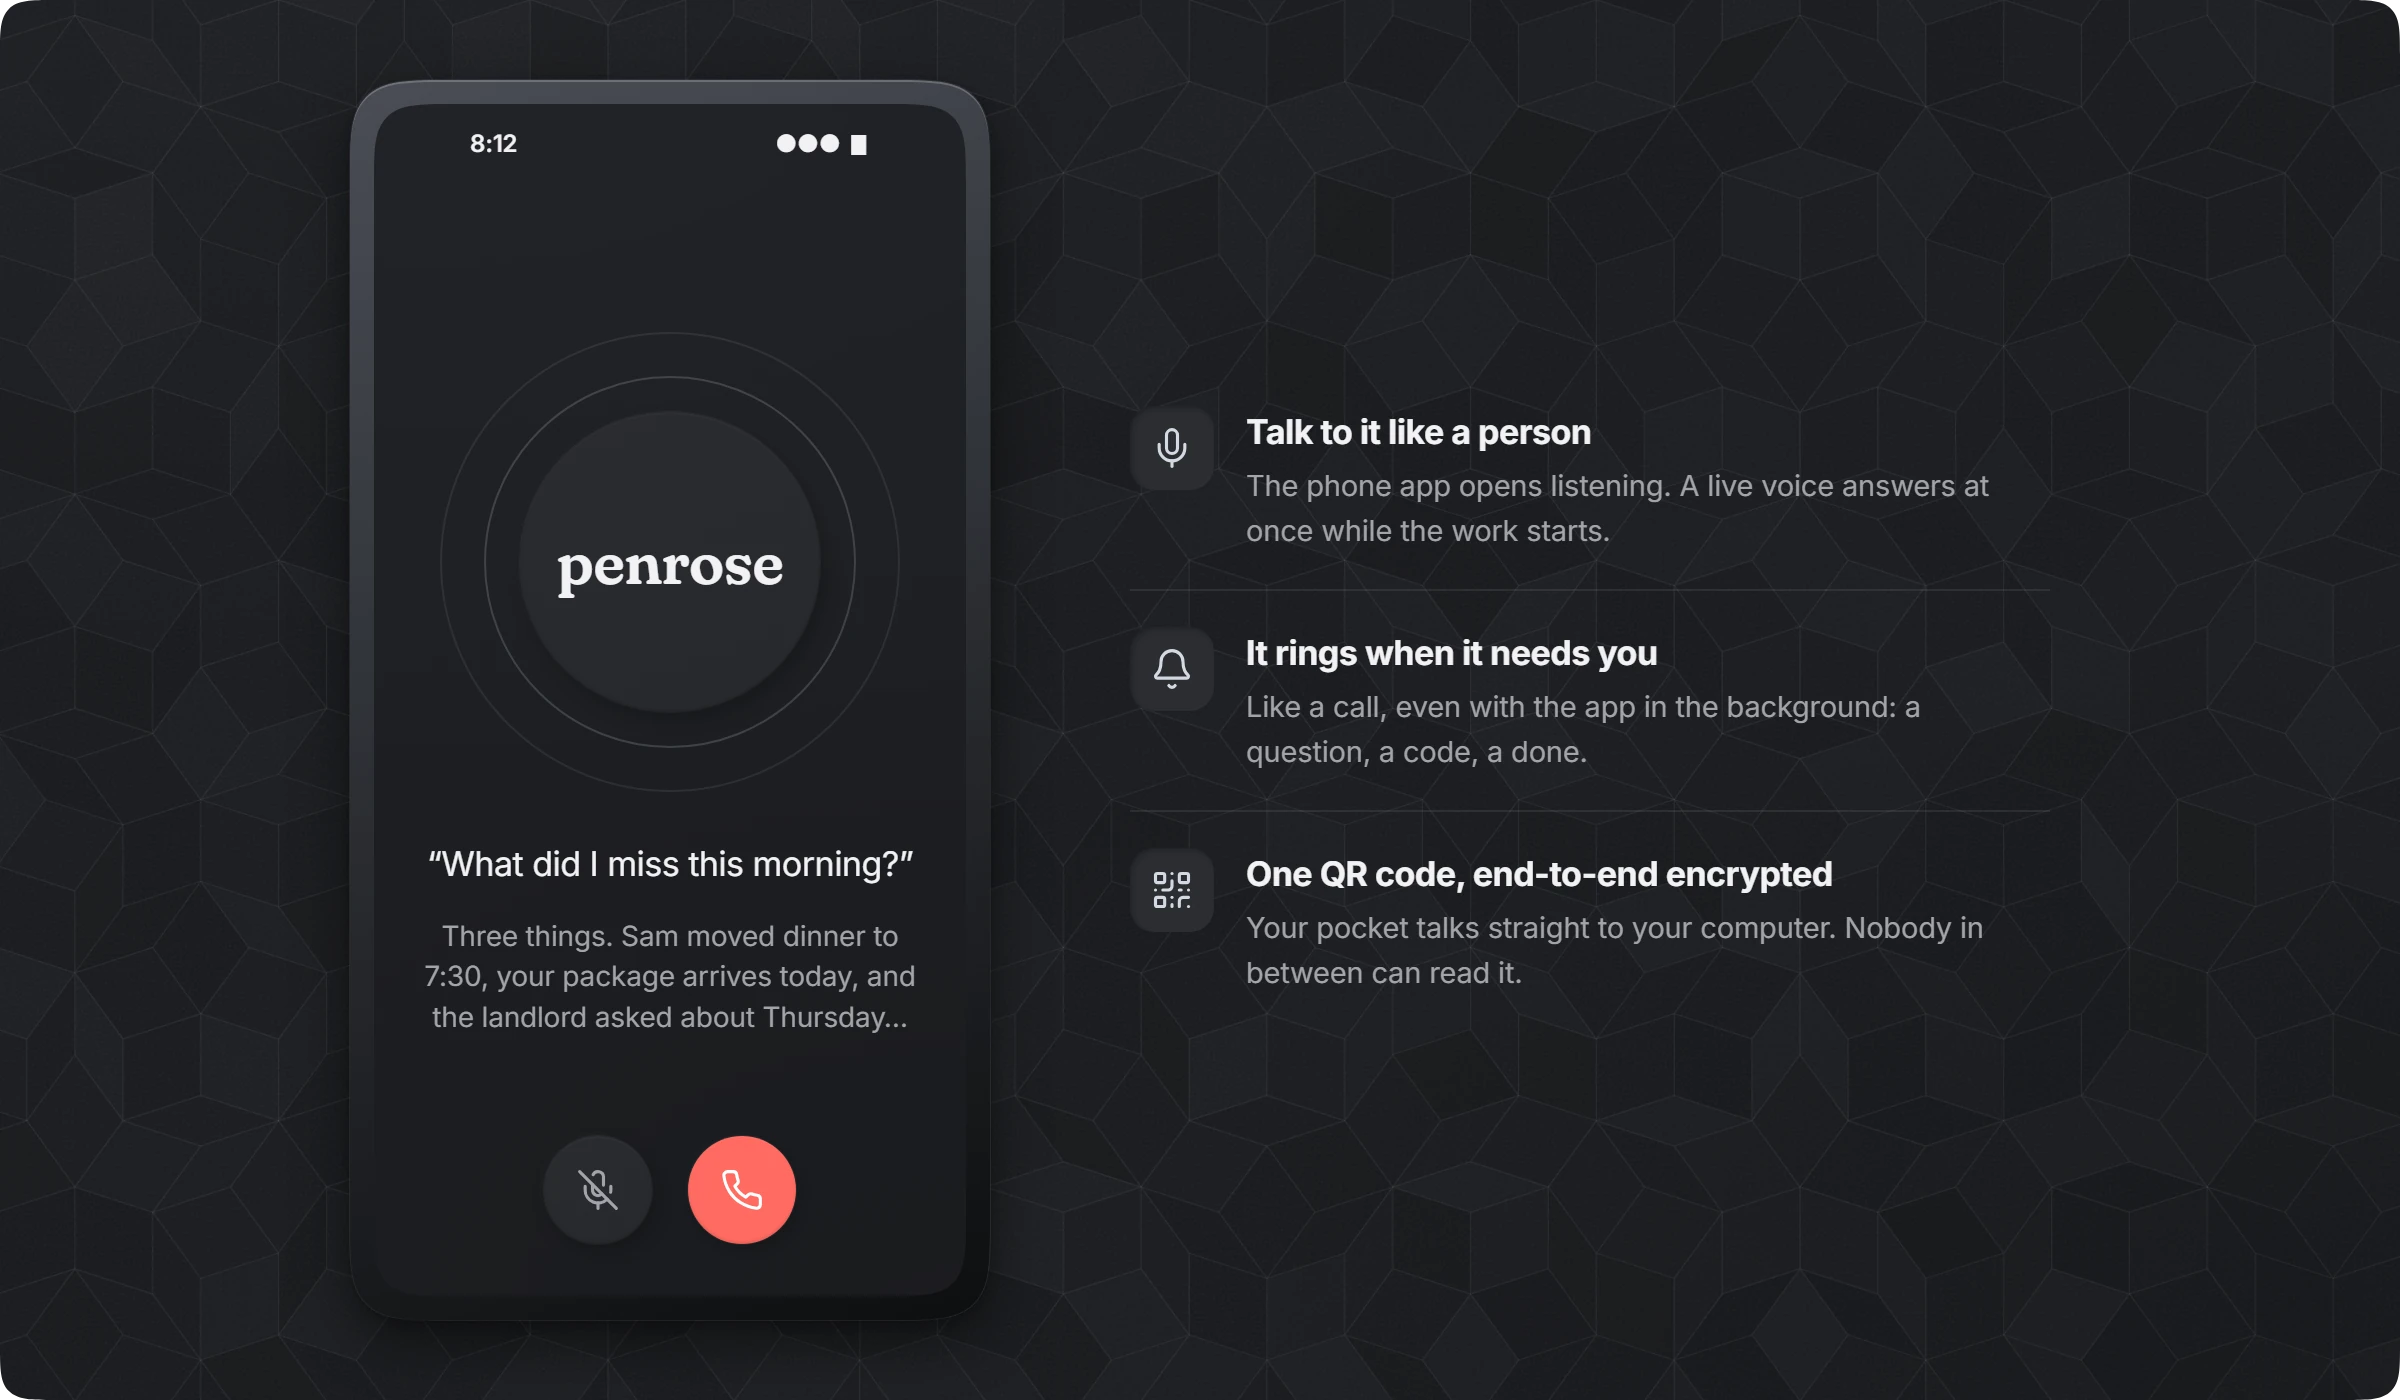 8:12
penrose
“What did I miss this morning?”
Three things. Sam moved dinner to
7:30, your package arrives today, and
the landlord asked about Thursday...
Talk to it like a person
The phone app opens listening. A live voice answers at
once while the work starts.
It rings when it needs you
Like a call, even with the app in the background: a
question, a code, a done.
One QR code, end-to-end encrypted
Your pocket talks straight to your computer. Nobody in
between can read it.